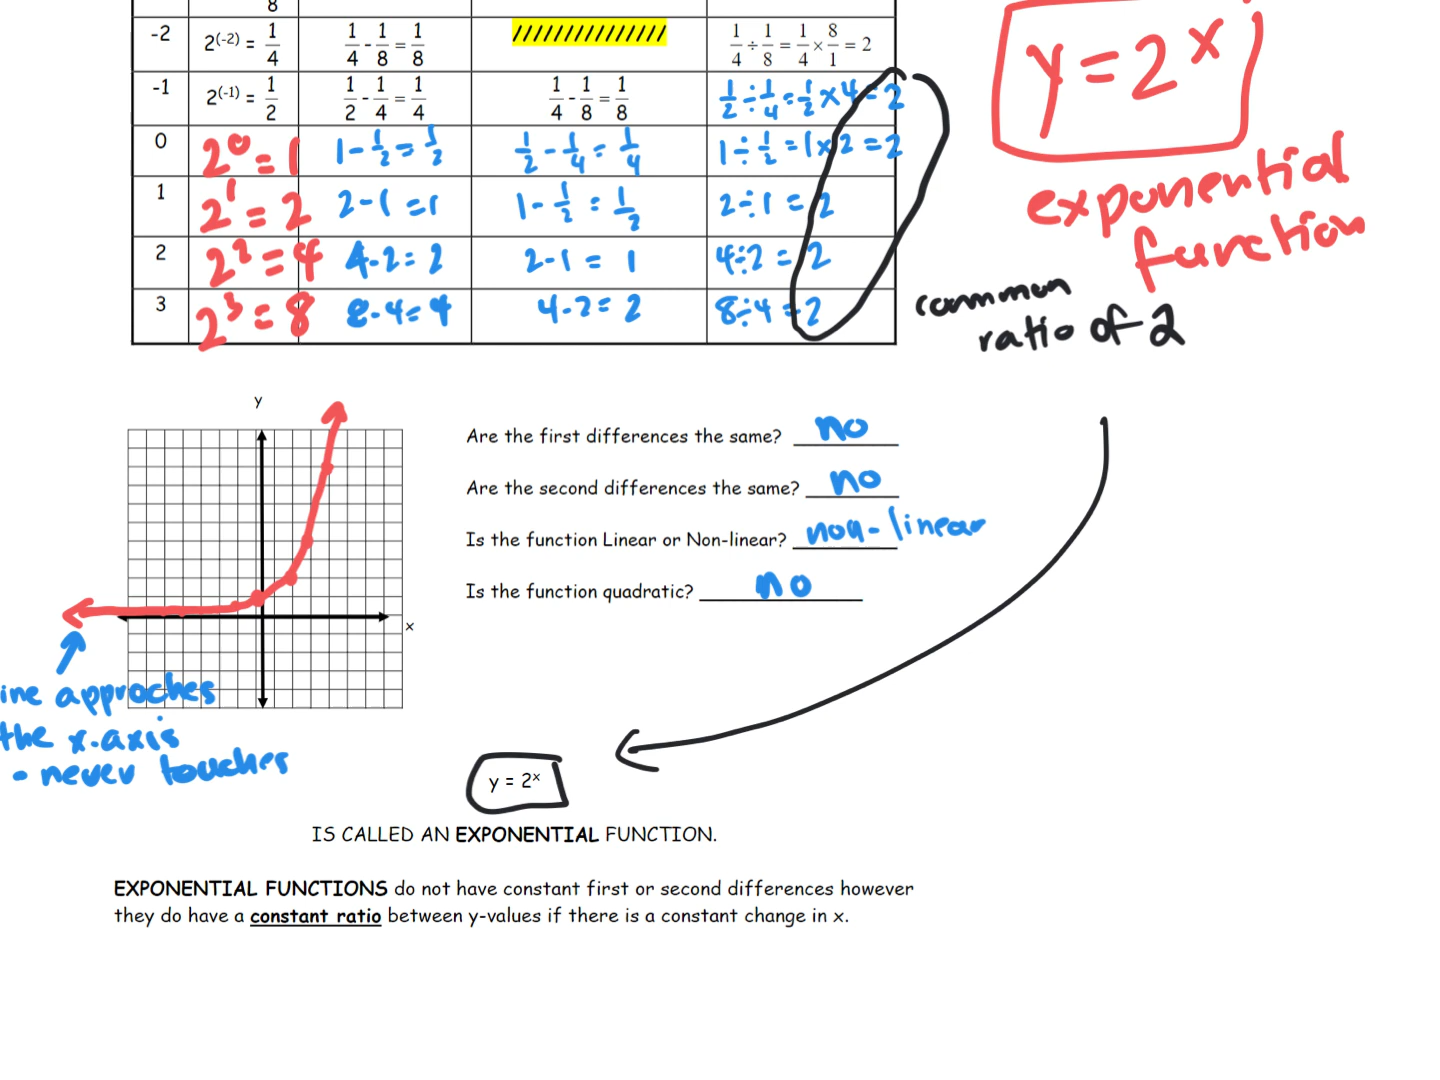 8
-2 2^(-2) = 1/4 1/4 - 1/8 = 1/8 1/4 ÷ 1/8 = 1/4 × 8/1 = 2
-1 2^(-1) = 1/2 1/2 - 1/4 = 1/4 1/4 - 1/8 = 1/8 1/2 ÷ 1/4 = 1/2 x 4 = 2
0 2^0 = 1 1 - 1/2 = 1/2 1/2 - 1/4 = 1/4 1 ÷ 1/2 = 1 x 2 = 2
1 2^1 = 2 2 - 1 = 1 1 - 1/2 = 1/2 2 ÷ 1 = 2
2 2^2 = 4 4 - 2 = 2 2 - 1 = 1 4 ÷ 2 = 2
3 2^3 = 8 8 - 4 = 4 4 - 2 = 2 8 ÷ 4 = 2
y = 2^x
exponential
function
common
ratio of 2
y
x
Are the first differences the same? no
Are the second differences the same? no
Is the function Linear or Non-linear? non-linear
Is the function quadratic? no
ine approches
the x-axis
- never touches
y = 2^x
IS CALLED AN EXPONENTIAL FUNCTION.
EXPONENTIAL FUNCTIONS do not have constant first or second differences however
they do have a constant ratio between y-values if there is a constant change in x.